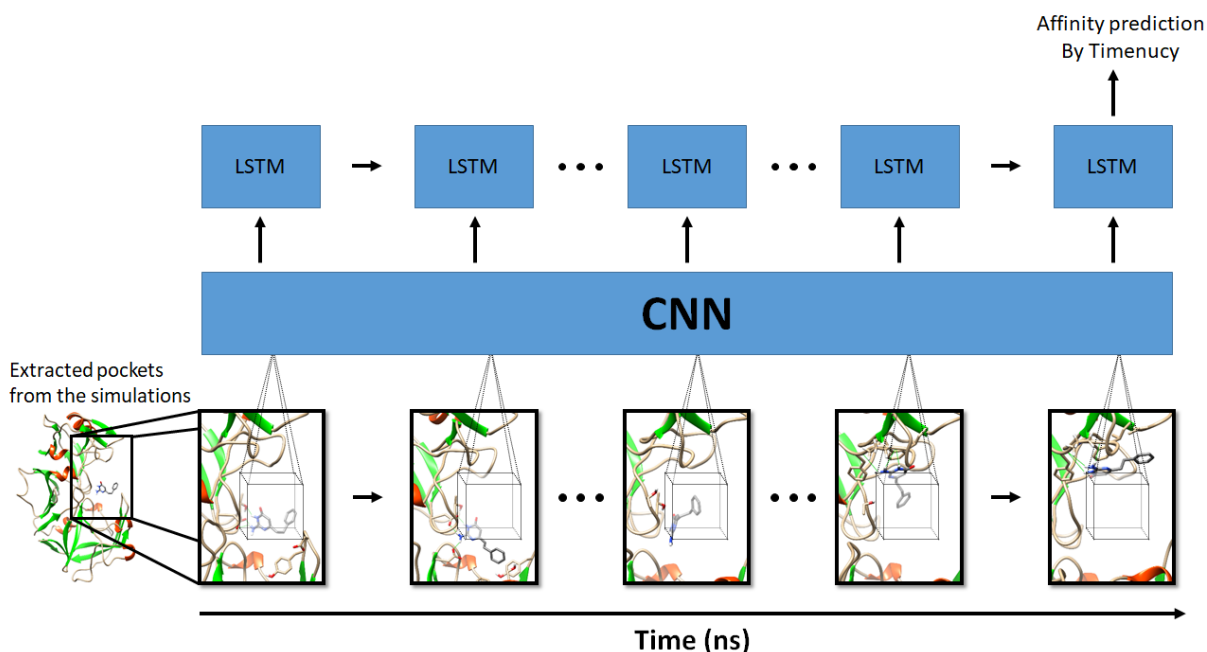 Affinity prediction
By Timenucy
LSTM
LSTM
LSTM
LSTM
LSTM
CNN
Extracted pockets
from the simulations
Time (ns)